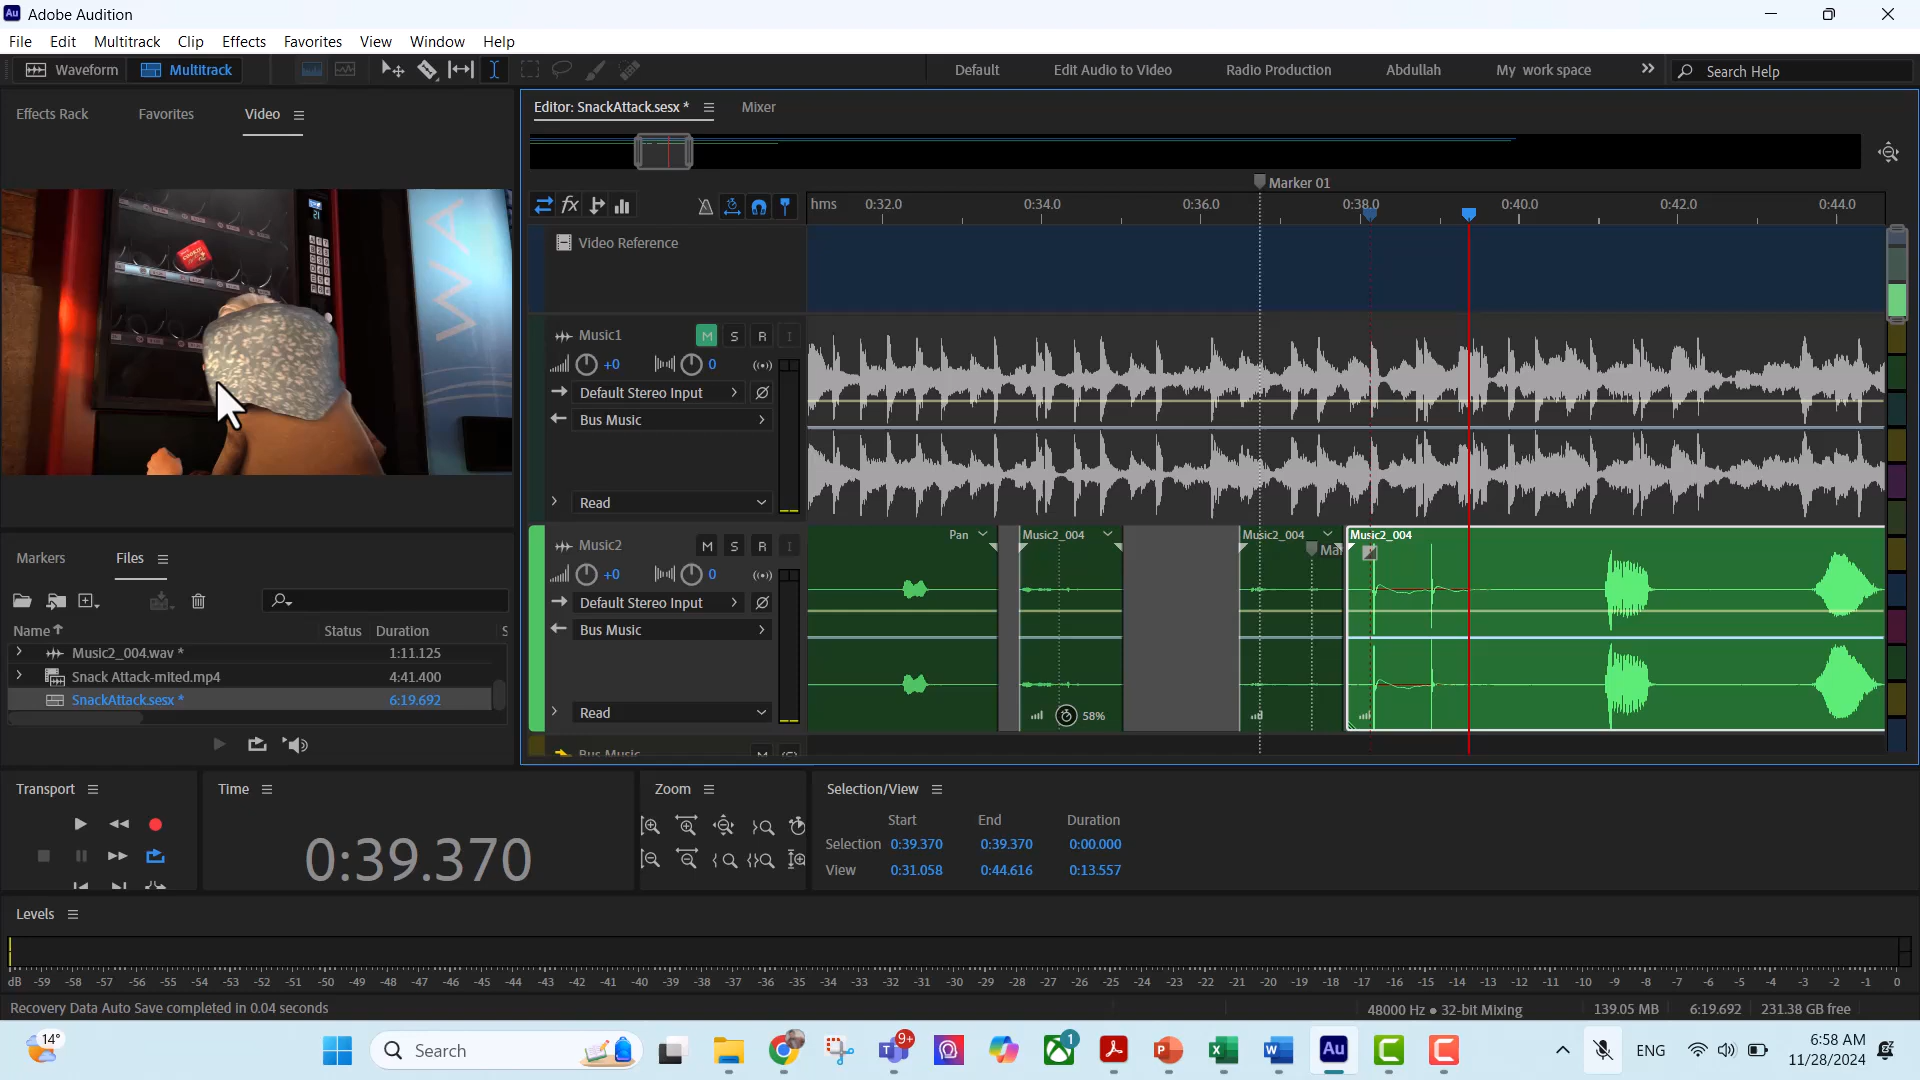 Au Adobe Audition
File Edit Multitrack Clip Effects Favorites View Window Help
Waveform Multitrack Default Edit Audio to Video Radio Production Abdullah My work space Search Help
Effects Rack Favorites Video
Editor: SnackAttack.sesx * Mixer
Marker 01
hms 0:32.0 0:34.0 0:36.0 0:38.0 0:40.0 0:42.0 0:44.0
Video Reference
Music1 M S R I
+0 0
Default Stereo Input
Bus Music
Read
Music2 M S R I
+0 0
Default Stereo Input
Bus Music
Read
Bus Music
Pan Music2_004 Music2_004 Music2_004
Mar
58%
WA
21
Markers Files
Name Status Duration S
Music2_004.wav * 1:11.125
Snack Attack-mited.mp4 4:41.400
SnackAttack.sesx * 6:19.692
Transport Time Zoom Selection/View
Start End Duration
Selection 0:39.370 0:39.370 0:00.000
View 0:31.058 0:44.616 0:13.557
0:39.370
Levels
dB -59 -58 -57 -56 -55 -54 -53 -52 -51 -50 -49 -48 -47 -46 -45 -44 -43 -42 -41 -40 -39 -38 -37 -36 -35 -34 -33 -32 -31 -30 -29 -28 -27 -26 -25 -24 -23 -22 -21 -20 -19 -18 -17 -16 -15 -14 -13 -12 -11 -10 -9 -8 -7 -6 -5 -4 -3 -2 -1 0
Recovery Data Auto Save completed in 0.04 seconds 48000 Hz ● 32-bit Mixing 139.05 MB 6:19.692 231.38 GB free
14° Search 9+ 1 Au ENG 6:58 AM
11/28/2024